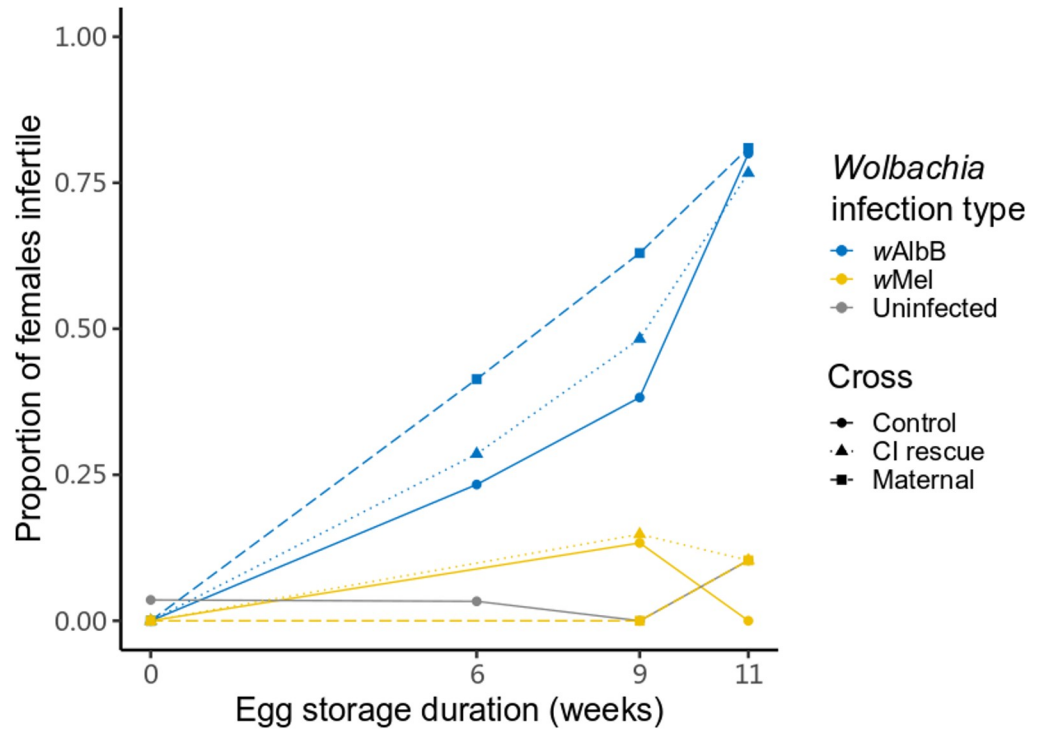 1.00
0.75
0.50
0.25
0.00
Proportion of females infertile
0 6 9 11
Egg storage duration (weeks)
Wolbachia
infection type
wAlbB
wMel
Uninfected
Cross
Control
CI rescue
Maternal